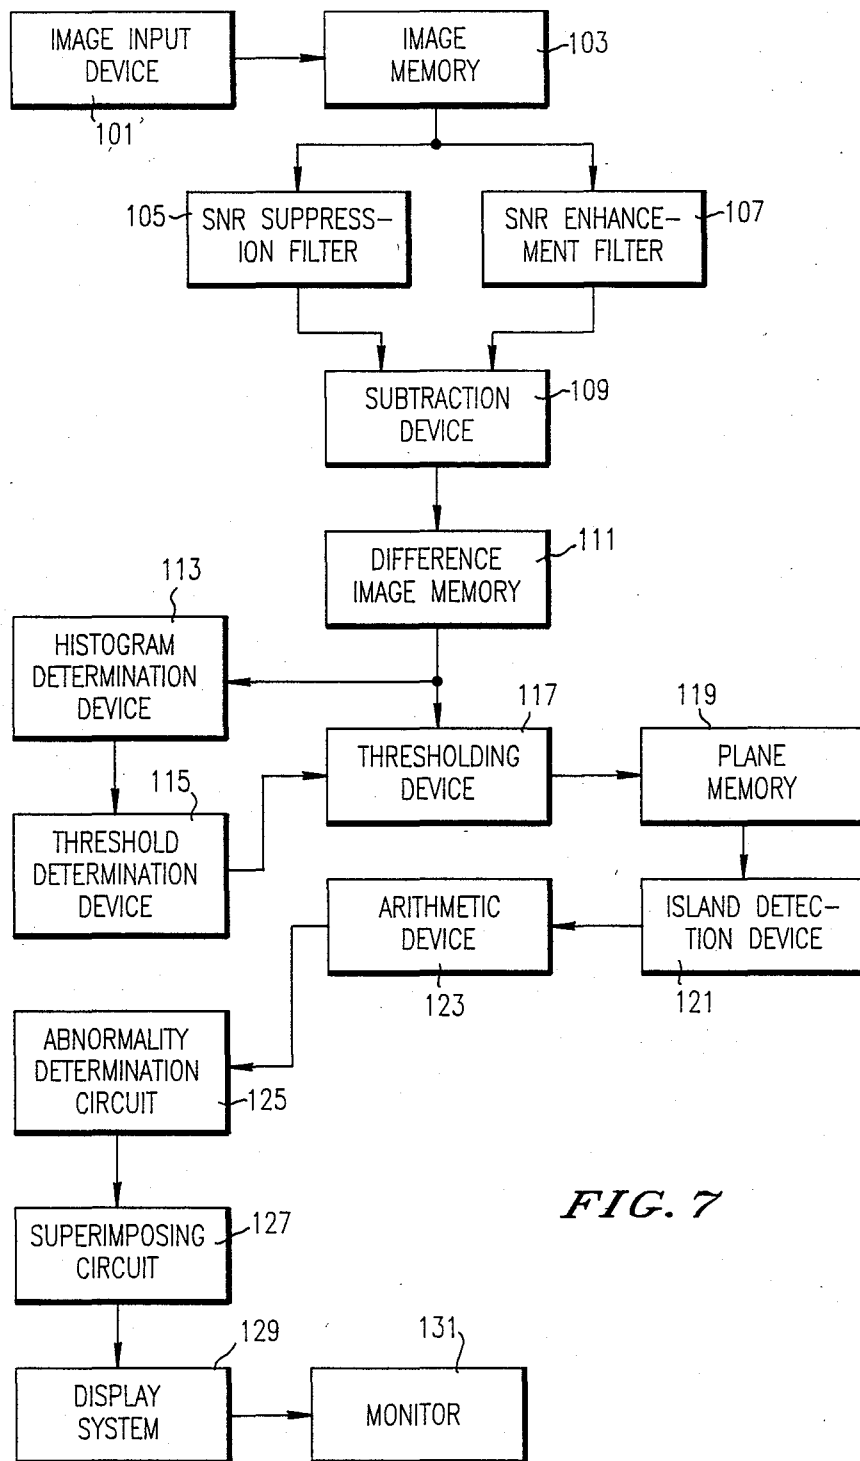 IMAGE INPUT
DEVICE
101
IMAGE
MEMORY
103
105
SNR SUPPRESS-
ION FILTER
SNR ENHANCE-
MENT FILTER
107
SUBTRACTION
DEVICE
109
DIFFERENCE
IMAGE MEMORY
111
113
HISTOGRAM
DETERMINATION
DEVICE
115
THRESHOLD
DETERMINATION
DEVICE
117
THRESHOLDING
DEVICE
119
PLANE
MEMORY
ISLAND DETEC-
TION DEVICE
121
ARITHMETIC
DEVICE
123
ABNORMALITY
DETERMINATION
CIRCUIT
125
SUPERIMPOSING
CIRCUIT
127
129
DISPLAY
SYSTEM
131
MONITOR
FIG. 7